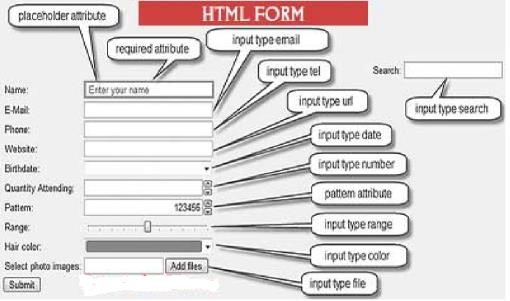 HTML FORM
placeholder attribute
required attribute
input type email
input type tel
Search:
Name:
Enter your name
input type url
input type search
E-Mail:
Phone:
input type date
Website:
Birthdate:
input type number
Quantity Attending:
pattem attribute
Pattem:
123456
input type range
Range:
Hair color:
input type color
Select photo images:
Add files
input type file
Submit